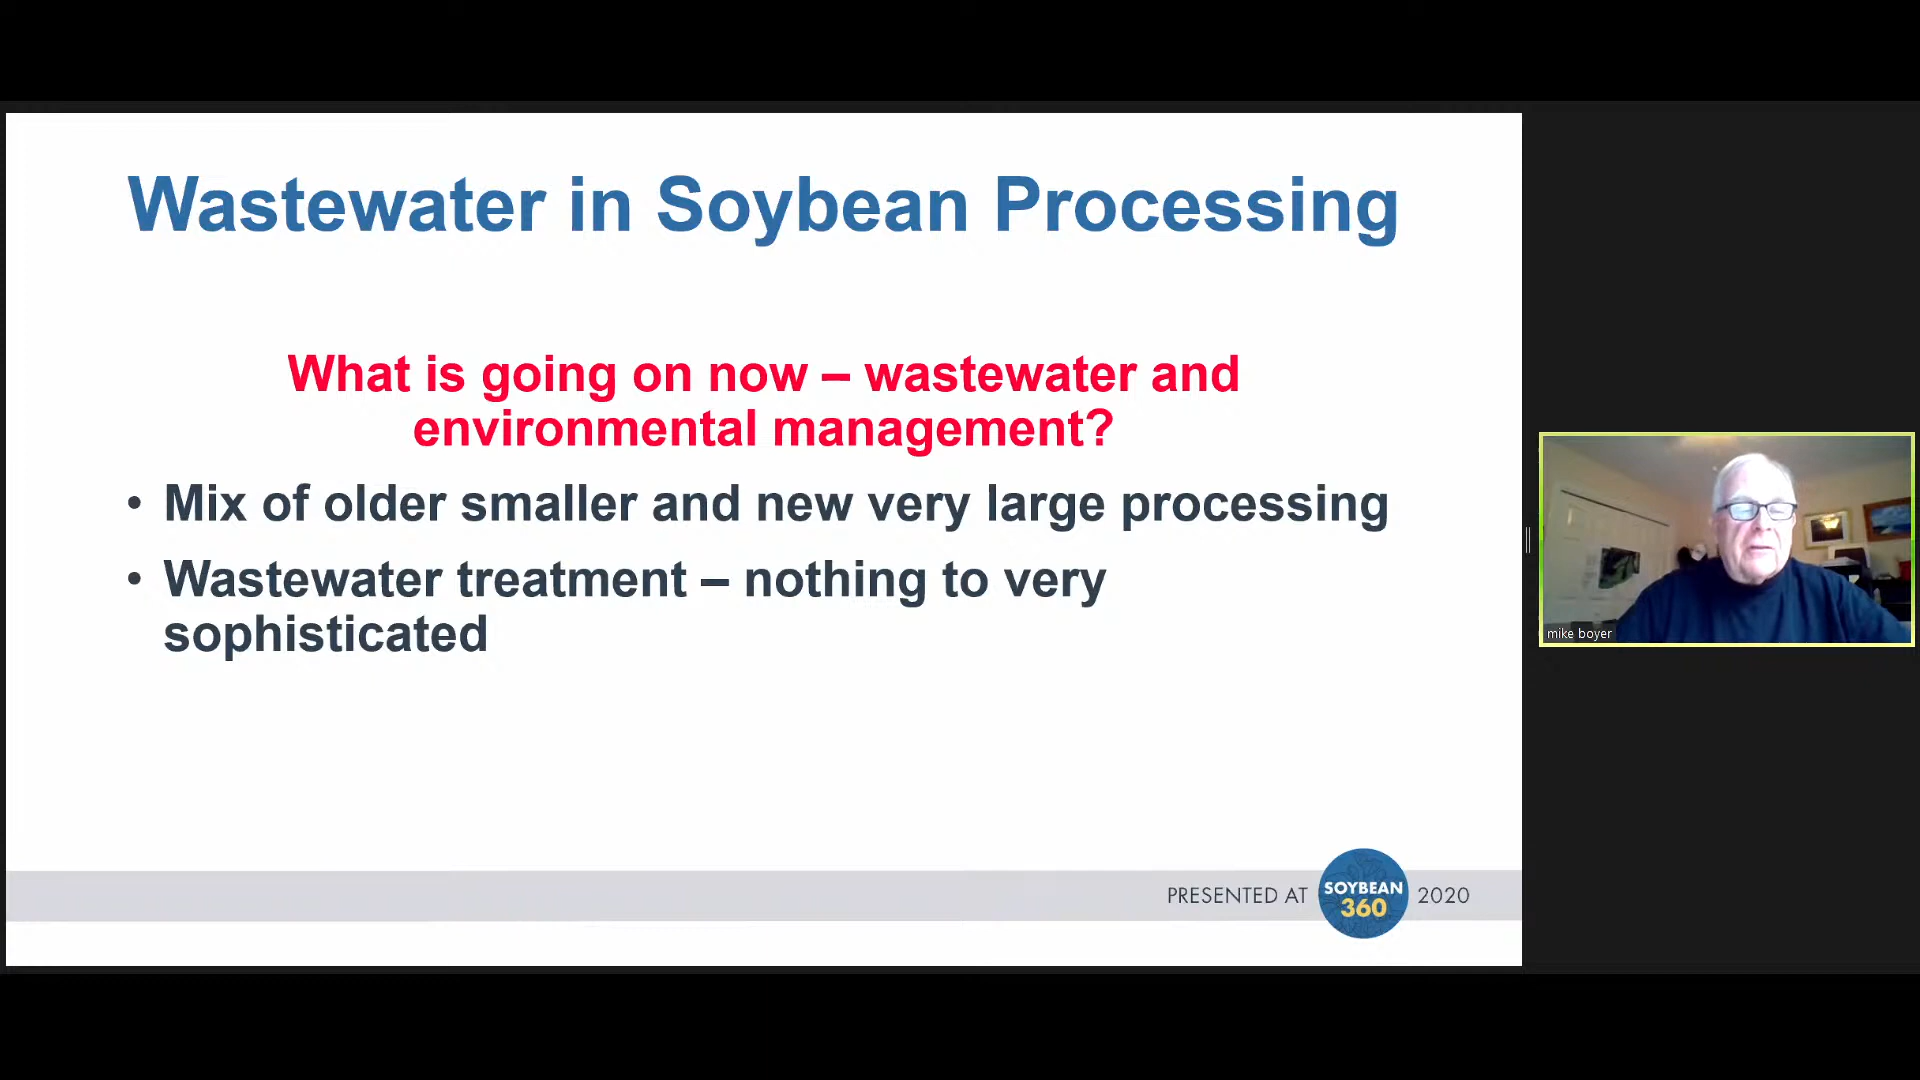 Wastewater in Soybean Processing
What is going on now – wastewater and
environmental management?
• Mix of older smaller and new very large processing
• Wastewater treatment – nothing to very
sophisticated
mike boyer
PRESENTED AT SOYBEAN 360 2020